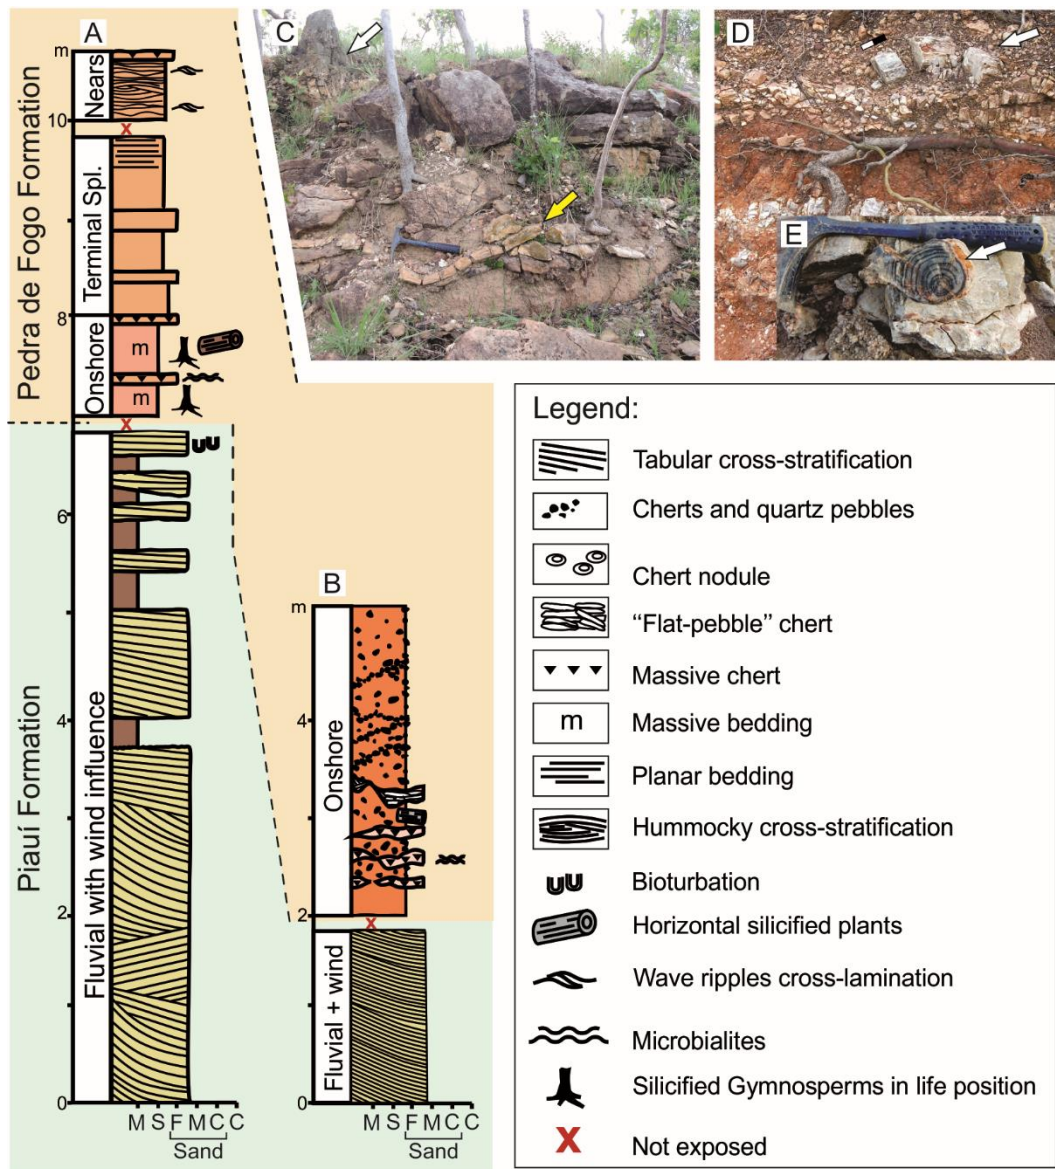 A
m
Nears
10
Pedra de Fogo Formation
Terminal Spl.
8
Onshore
m
m
Piauí Formation
Fluvial with wind influence
6
4
2
0
M S F M C C
Sand
B
m
4
Onshore
2
Fluvial + wind
0
M S F M C C
Sand
C
D
E
Legend:
Tabular cross-stratification
Cherts and quartz pebbles
Chert nodule
“Flat-pebble” chert
Massive chert
m
Massive bedding
Planar bedding
Hummocky cross-stratification
Bioturbation
Horizontal silicified plants
Wave ripples cross-lamination
Microbialites
Silicified Gymnosperms in life position
X
Not exposed